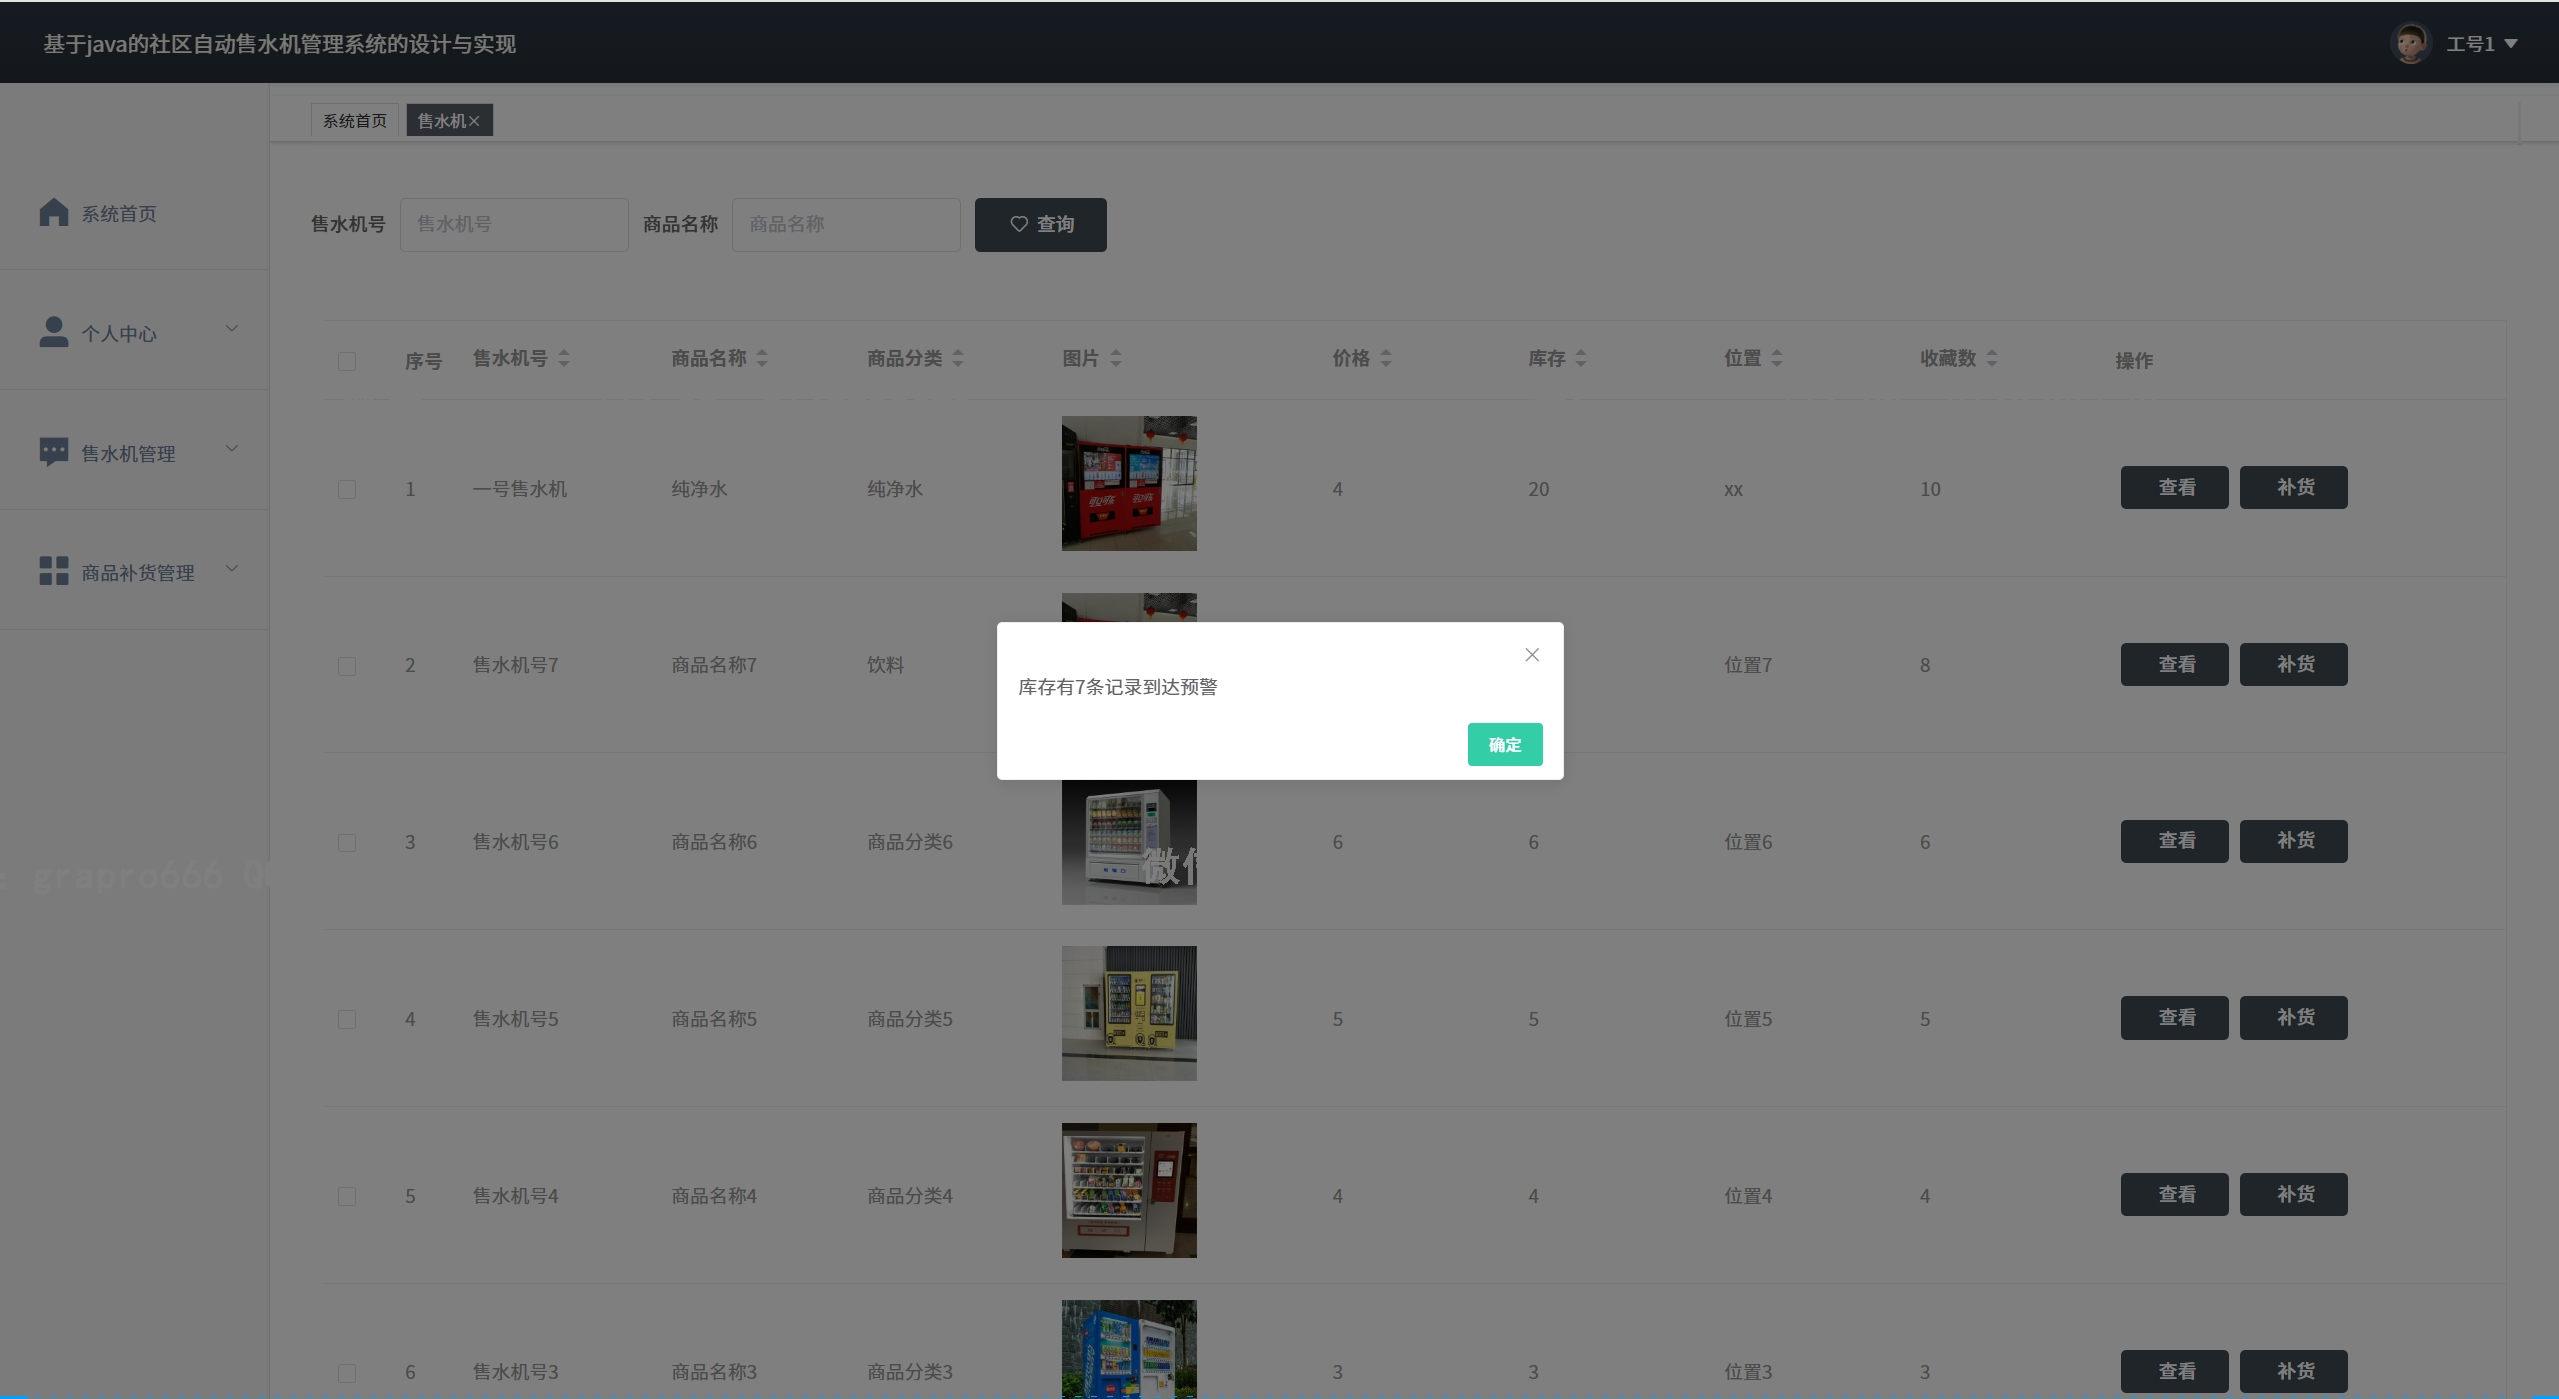 基于java的社区自动售水机管理系统的设计与实现
工号1
系统首页
售水机
系统首页
个人中心
售水机管理
商品补货管理
售水机号 售水机号 商品名称 商品名称 查询
序号 售水机号 商品名称 商品分类 图片 价格 库存 位置 收藏数 操作
1 一号售水机 纯净水 纯净水 4 20 xx 10 查看 补货
2 售水机号7 商品名称7 饮料 位置7 8 查看 补货
库存有7条记录到达预警
确定
3 售水机号6 商品名称6 商品分类6 6 6 位置6 6 查看 补货
grapro666
4 售水机号5 商品名称5 商品分类5 5 5 位置5 5 查看 补货
5 售水机号4 商品名称4 商品分类4 4 4 位置4 4 查看 补货
6 售水机号3 商品名称3 商品分类3 3 3 位置3 3 查看 补货